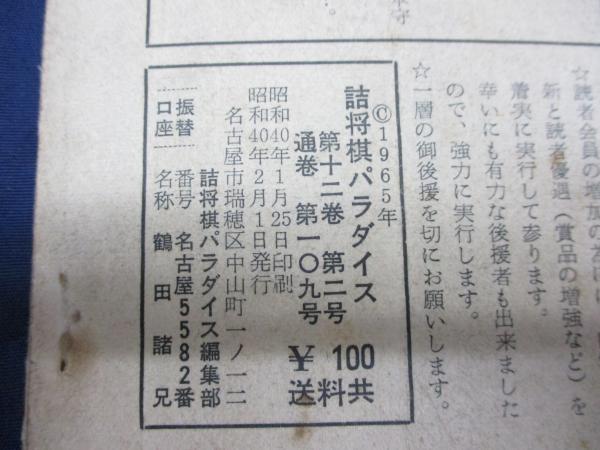 ☆読者会員の増加の為に
新と読者優遇(賞品の増強など)を
着実に実行して参ります。
幸いにも有力な後援者も出来ました
ので、強力に実行します。
☆一層の御後援を切にお願いします。
©1965年
詰将棋パラダイス ¥100
送料共
第十二巻 第二号
通巻 第一〇九号
昭和40年1月25日印刷
昭和40年2月1日発行
名古屋市瑞穂区中山町一ノ一二
詰将棋パラダイス編集部
振替口座 番号 名古屋5582番
名称 鶴田諸兄